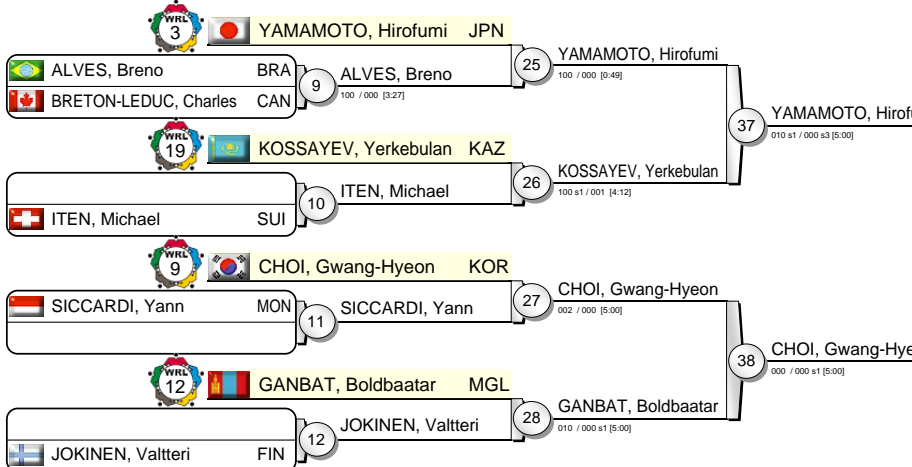 WRL
3
YAMAMOTO, Hirofumi JPN
ALVES, Breno BRA
BRETON-LEDUC, Charles CAN
9
ALVES, Breno
100 / 000 [3:27]
25
YAMAMOTO, Hirofumi
100 / 000 [0:49]
WRL
19
KOSSAYEV, Yerkebulan KAZ
ITEN, Michael SUI
10
ITEN, Michael
26
KOSSAYEV, Yerkebulan
100 s1 / 001 [4:12]
37
YAMAMOTO, Hirofu
010 s1 / 000 s3 [5:00]
WRL
9
CHOI, Gwang-Hyeon KOR
SICCARDI, Yann MON
11
SICCARDI, Yann
27
CHOI, Gwang-Hyeon
002 / 000 [5:00]
WRL
12
GANBAT, Boldbaatar MGL
JOKINEN, Valtteri FIN
12
JOKINEN, Valtteri
28
GANBAT, Boldbaatar
010 / 000 s1 [5:00]
38
CHOI, Gwang-Hye
000 / 000 s1 [5:00]